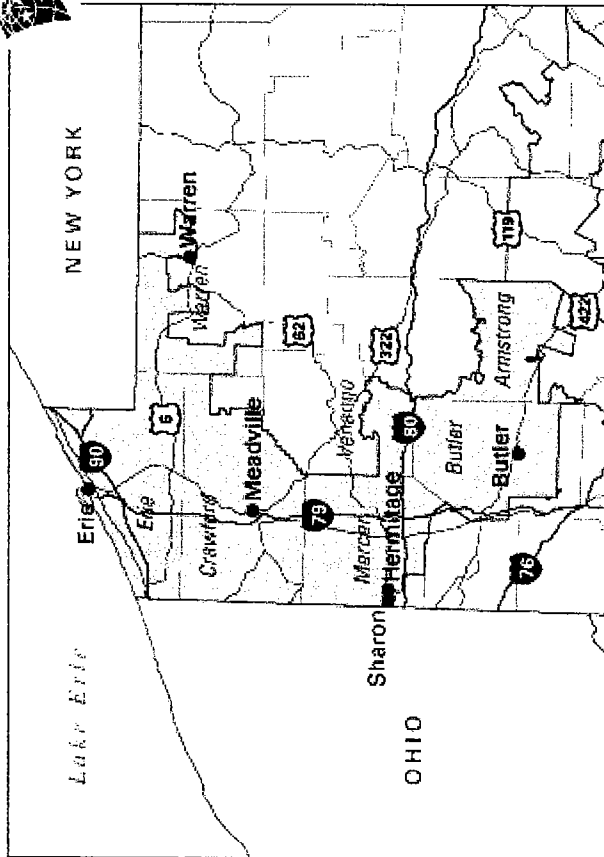 NEW YORK
Lake Erie
Erie
90
Erie
6
Warren
Warren
Crawford
Meadville
62
79
Venango
322
Mercer
Hermitage
Sharon
80
OHIO
Butler
Butler
Armstrong
119
422
76